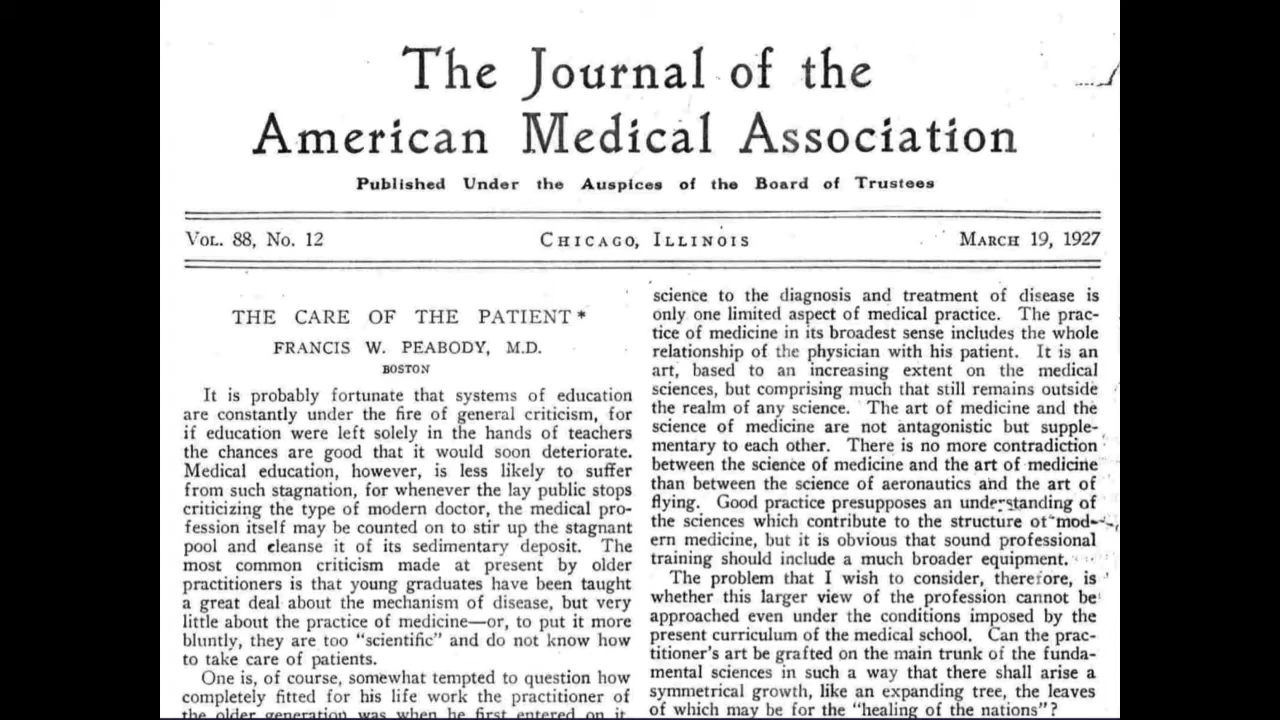 The Journal of the
American Medical Association
Published Under the Auspices of the Board of Trustees
VOL. 88, NO. 12
CHICAGO, ILLINOIS
MARCH 19, 1927
THE CARE OF THE PATIENT*
FRANCIS W. PEABODY, M.D.
BOSTON
It is probably fortunate that systems of education
are constantly under the fire of general criticism, for
if education were left solely in the hands of teachers
the chances are good that it would soon deteriorate.
Medical education, however, is less likely to suffer
from such stagnation, for whenever the lay public stops
criticizing the type of modern doctor, the medical pro-
fession itself may be counted on to stir up the stagnant
pool and cleanse it of its sedimentary deposit. The
most common criticism made at present by older
practitioners is that young graduates have been taught
a great deal about the mechanism of disease, but very
little about the practice of medicine—or, to put it more
bluntly, they are too "scientific" and do not know how
to take care of patients.
One is, of course, somewhat tempted to question how
completely fitted for his life work the practitioner of
the older generation was when he first entered on it.
science to the diagnosis and treatment of disease is
only one limited aspect of medical practice. The prac-
tice of medicine in its broadest sense includes the whole
relationship of the physician with his patient. It is an
art, based to an increasing extent on the medical
sciences, but comprising much that still remains outside
the realm of any science. The art of medicine and the
science of medicine are not antagonistic but supple-
mentary to each other. There is no more contradiction
between the science of medicine and the art of medicine
than between the science of aeronautics and the art of
flying. Good practice presupposes an understanding of
the sciences which contribute to the structure of mod-
ern medicine, but it is obvious that sound professional
training should include a much broader equipment.
The problem that I wish to consider, therefore, is
whether this larger view of the profession cannot be
approached even under the conditions imposed by the
present curriculum of the medical school. Can the prac-
titioner's art be grafted on the main trunk of the funda-
mental sciences in such a way that there shall arise a
symmetrical growth, like an expanding tree, the leaves
of which may be for the "healing of the nations"?